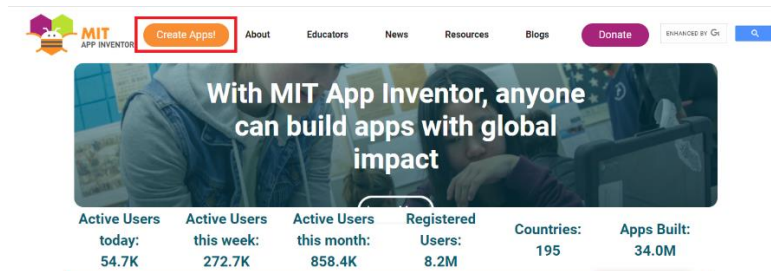 MIT
APP INVENTOR
Create Apps!
About
Educators
News
Resources
Blogs
Donate
ENHANCED BY
With MIT App Inventor, anyone
can build apps with global
impact
Active Users
today:
54.7K
Active Users
this week:
272.7K
Active Users
this month:
858.4K
Registered
Users:
8.2M
Countries:
195
Apps Built:
34.0M